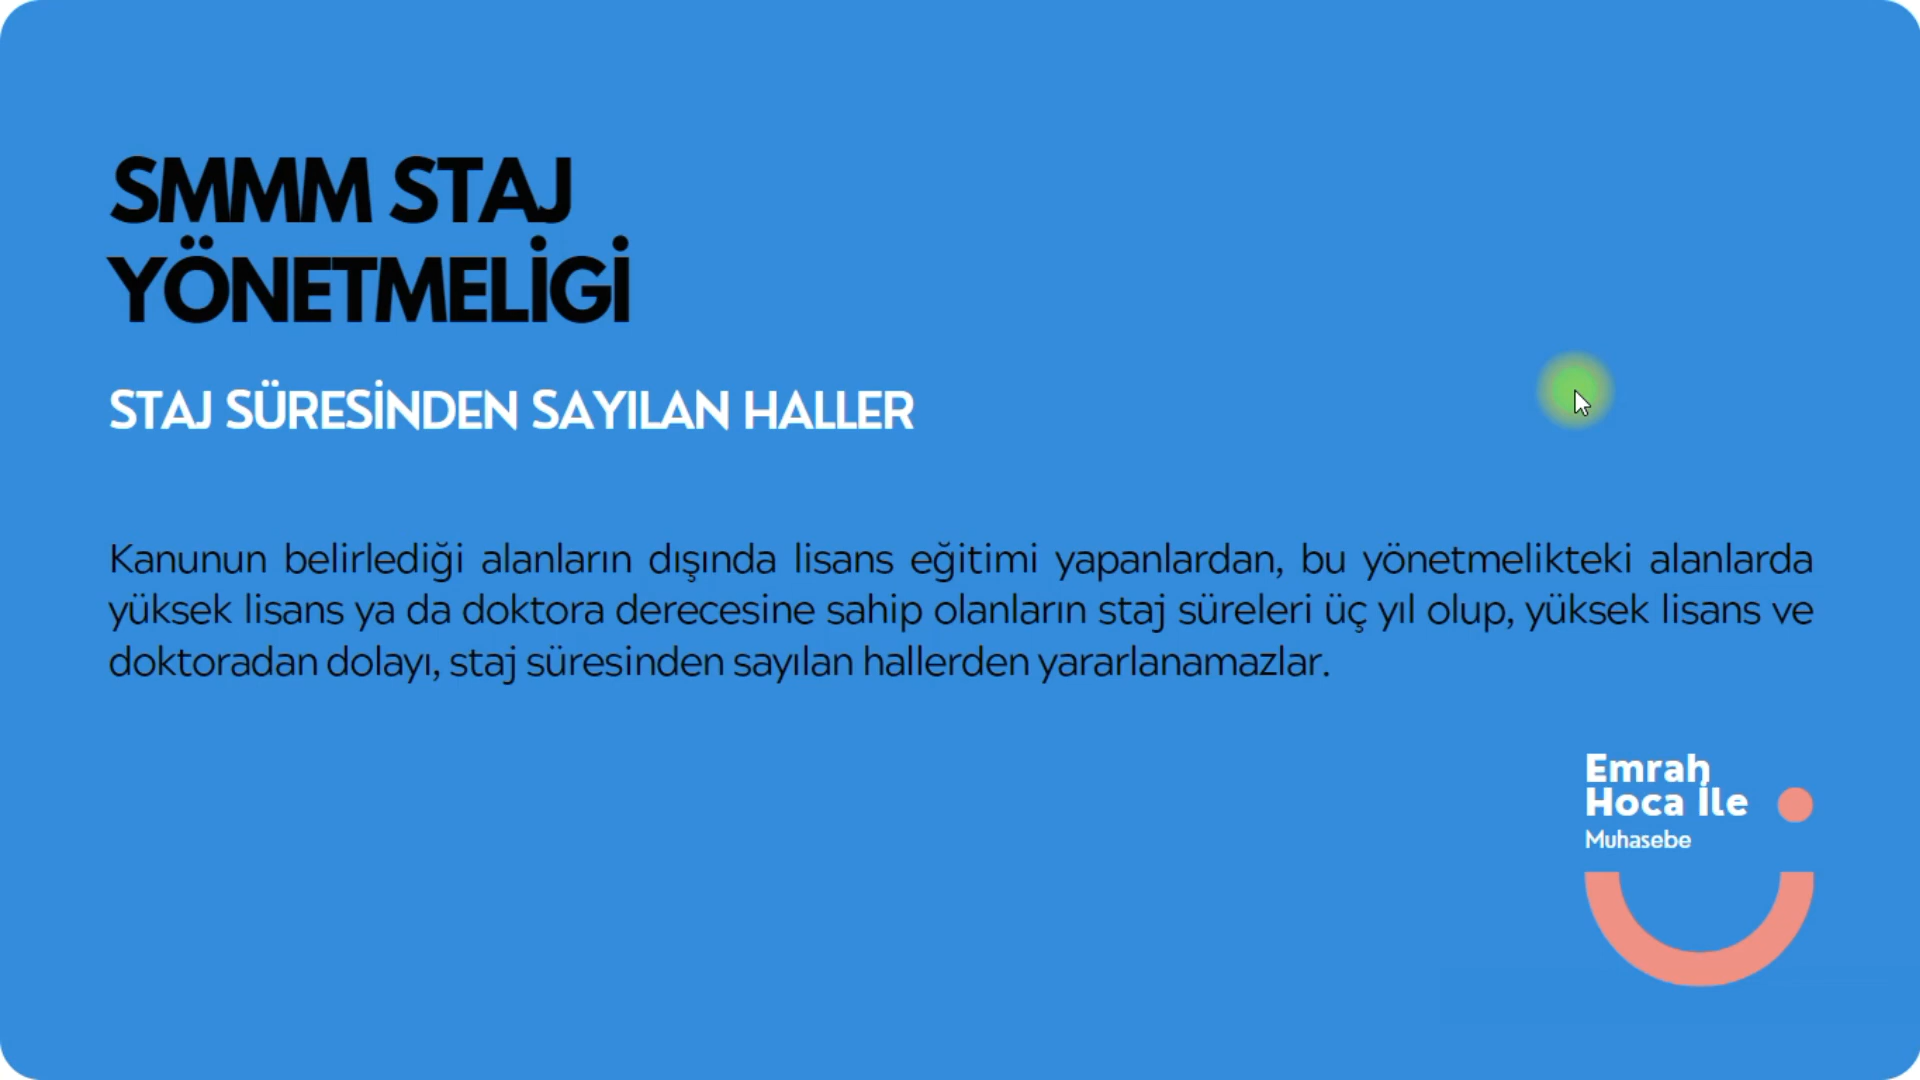 SMMM STAJ
YÖNETMELİGİ
STAJ SÜRESİNDEN SAYILAN HALLER
Kanunun belirlediği alanların dışında lisans eğitimi yapanlardan, bu yönetmelikteki alanlarda
yüksek lisans ya da doktora derecesine sahip olanların staj süreleri üç yıl olup, yüksek lisans ve
doktoradan dolayı, staj süresinden sayılan hallerden yararlanamazlar.
Emrah
Hoca İle
Muhasebe